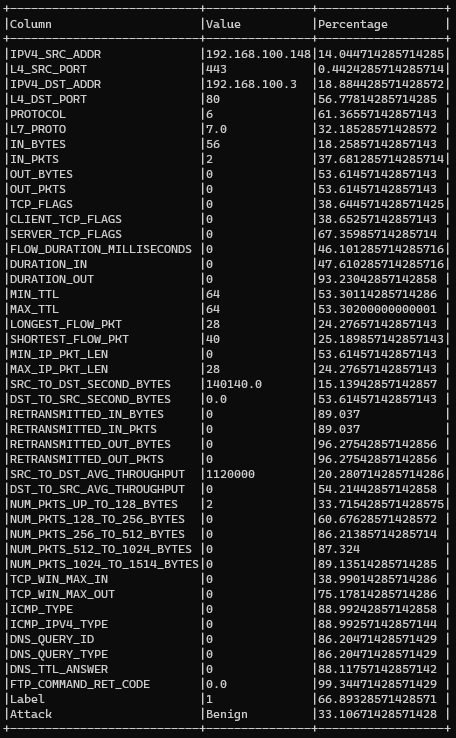 |Column |Value |Percentage |
|IPV4_SRC_ADDR |192.168.100.148|14.044714285714285|
|L4_SRC_PORT |443 |0.4424285714285714|
|IPV4_DST_ADDR |192.168.100.3 |18.884428571428572|
|L4_DST_PORT |80 |56.77814285714285 |
|PROTOCOL |6 |61.36557142857143 |
|L7_PROTO |7.0 |32.18528571428572 |
|IN_BYTES |56 |18.25857142857143 |
|IN_PKTS |2 |37.681285714285714|
|OUT_BYTES |0 |53.61457142857143 |
|OUT_PKTS |0 |53.61457142857143 |
|TCP_FLAGS |0 |38.644571428571425|
|CLIENT_TCP_FLAGS |0 |38.65257142857143 |
|SERVER_TCP_FLAGS |0 |67.35985714285714 |
|FLOW_DURATION_MILLISECONDS |0 |46.101285714285716|
|DURATION_IN |0 |47.610285714285716|
|DURATION_OUT |0 |93.23042857142858 |
|MIN_TTL |64 |53.30114285714286 |
|MAX_TTL |64 |53.30200000000001 |
|LONGEST_FLOW_PKT |28 |24.27657142857143 |
|SHORTEST_FLOW_PKT |40 |25.189857142857143|
|MIN_IP_PKT_LEN |0 |53.61457142857143 |
|MAX_IP_PKT_LEN |28 |24.27657142857143 |
|SRC_TO_DST_SECOND_BYTES |140140.0 |15.13942857142857 |
|DST_TO_SRC_SECOND_BYTES |0.0 |53.61457142857143 |
|RETRANSMITTED_IN_BYTES |0 |89.037 |
|RETRANSMITTED_IN_PKTS |0 |89.037 |
|RETRANSMITTED_OUT_BYTES |0 |96.27542857142856 |
|RETRANSMITTED_OUT_PKTS |0 |96.27542857142856 |
|SRC_TO_DST_AVG_THROUGHPUT |1120000 |20.280714285714286|
|DST_TO_SRC_AVG_THROUGHPUT |0 |54.21442857142858 |
|NUM_PKTS_UP_TO_128_BYTES |2 |33.715428571428575|
|NUM_PKTS_128_TO_256_BYTES |0 |60.67628571428572 |
|NUM_PKTS_256_TO_512_BYTES |0 |86.21385714285714 |
|NUM_PKTS_512_TO_1024_BYTES |0 |87.324 |
|NUM_PKTS_1024_TO_1514_BYTES|0 |89.13514285714285 |
|TCP_WIN_MAX_IN |0 |38.99015714286 |
|TCP_WIN_MAX_OUT |0 |75.17815714286 |
|ICMP_TYPE |0 |88.99242857142858 |
|ICMP_IPV4_TYPE |0 |88.99257142857144 |
|DNS_QUERY_ID |0 |86.20471428571429 |
|DNS_QUERY_TYPE |0 |86.20471428571429 |
|DNS_TTL_ANSWER |0 |88.11757142857142 |
|FTP_COMMAND_RET_CODE |0.0 |99.34471428571429 |
|Label |1 |66.89328571428571 |
|Attack |Benign |33.10671428571428 |